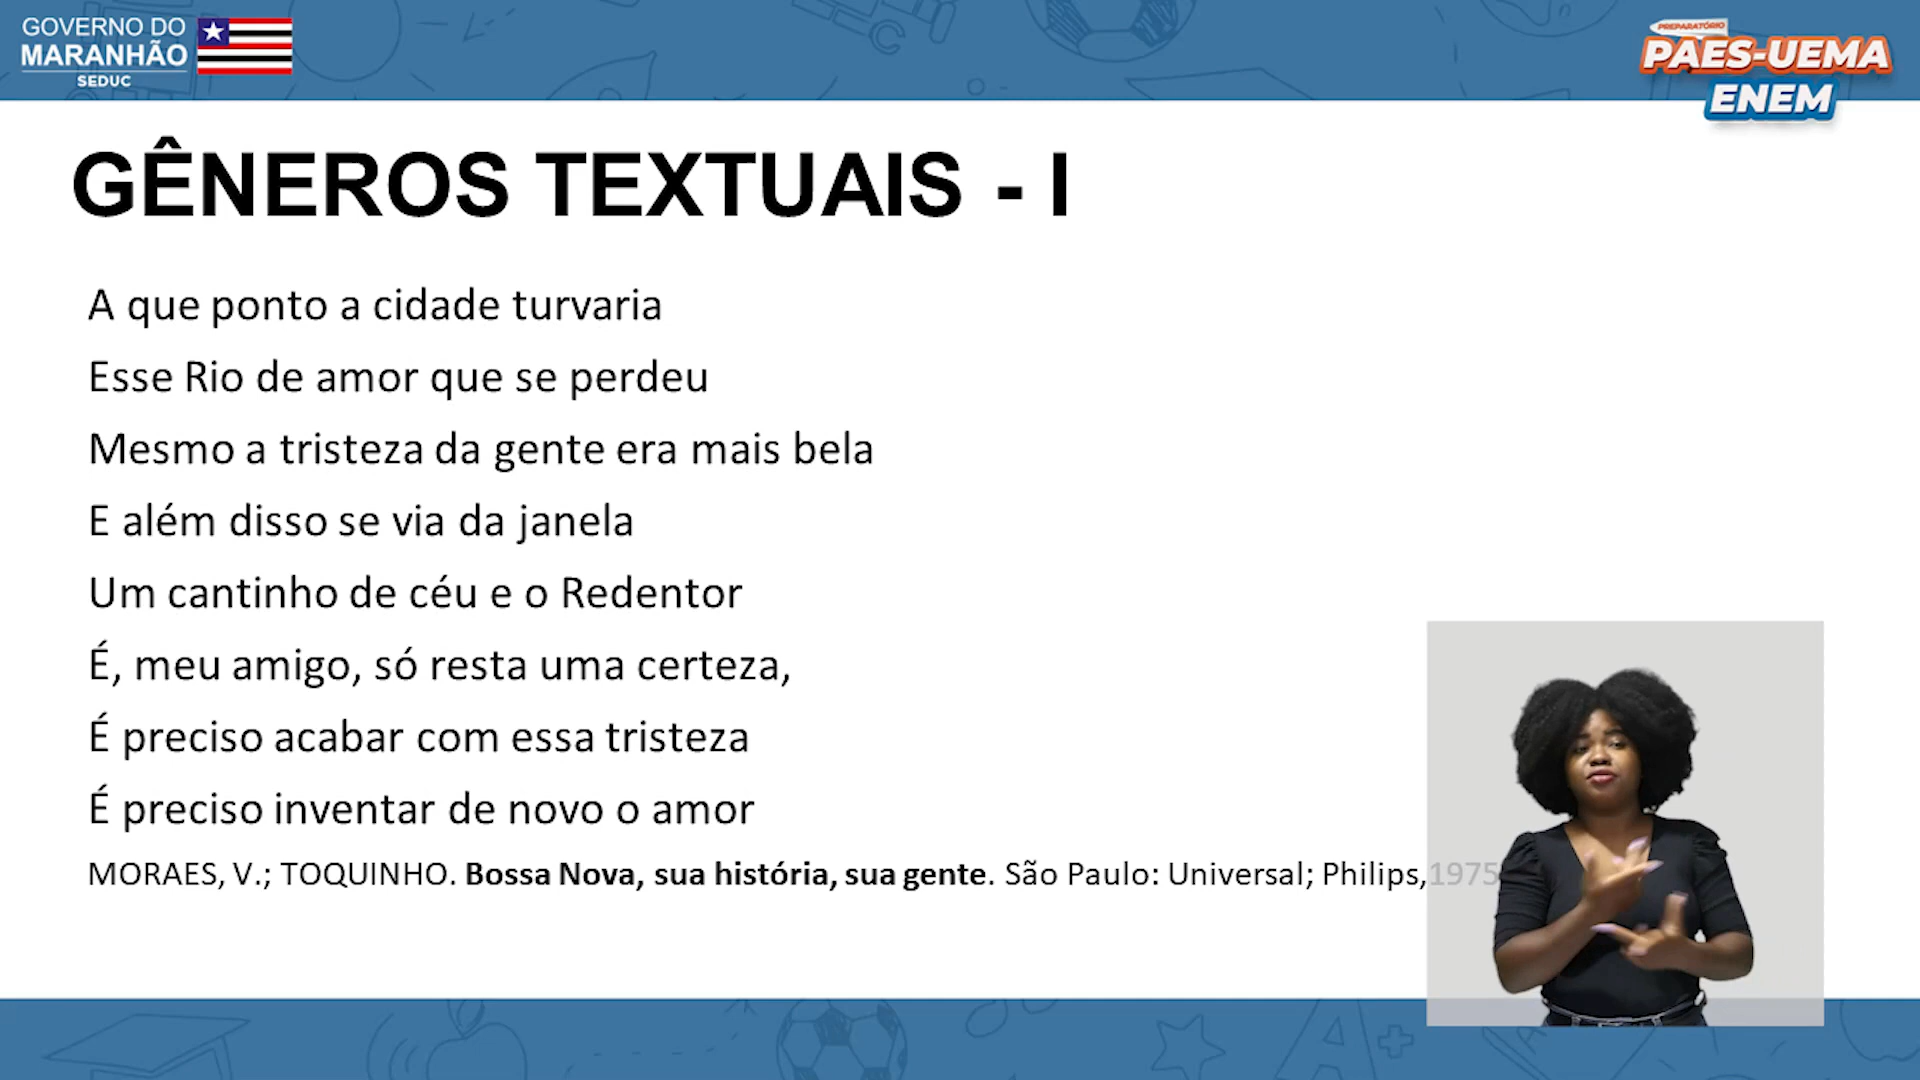 GOVERNO DO
MARANHÃO
SEDUC
PREPARATÓRIO
PAES-UEMA
ENEM
GÊNEROS TEXTUAIS - I
A que ponto a cidade turvaria
Esse Rio de amor que se perdeu
Mesmo a tristeza da gente era mais bela
E além disso se via da janela
Um cantinho de céu e o Redentor
É, meu amigo, só resta uma certeza,
É preciso acabar com essa tristeza
É preciso inventar de novo o amor
MORAES, V.; TOQUINHO. Bossa Nova, sua história, sua gente. São Paulo: Universal; Philips,1975